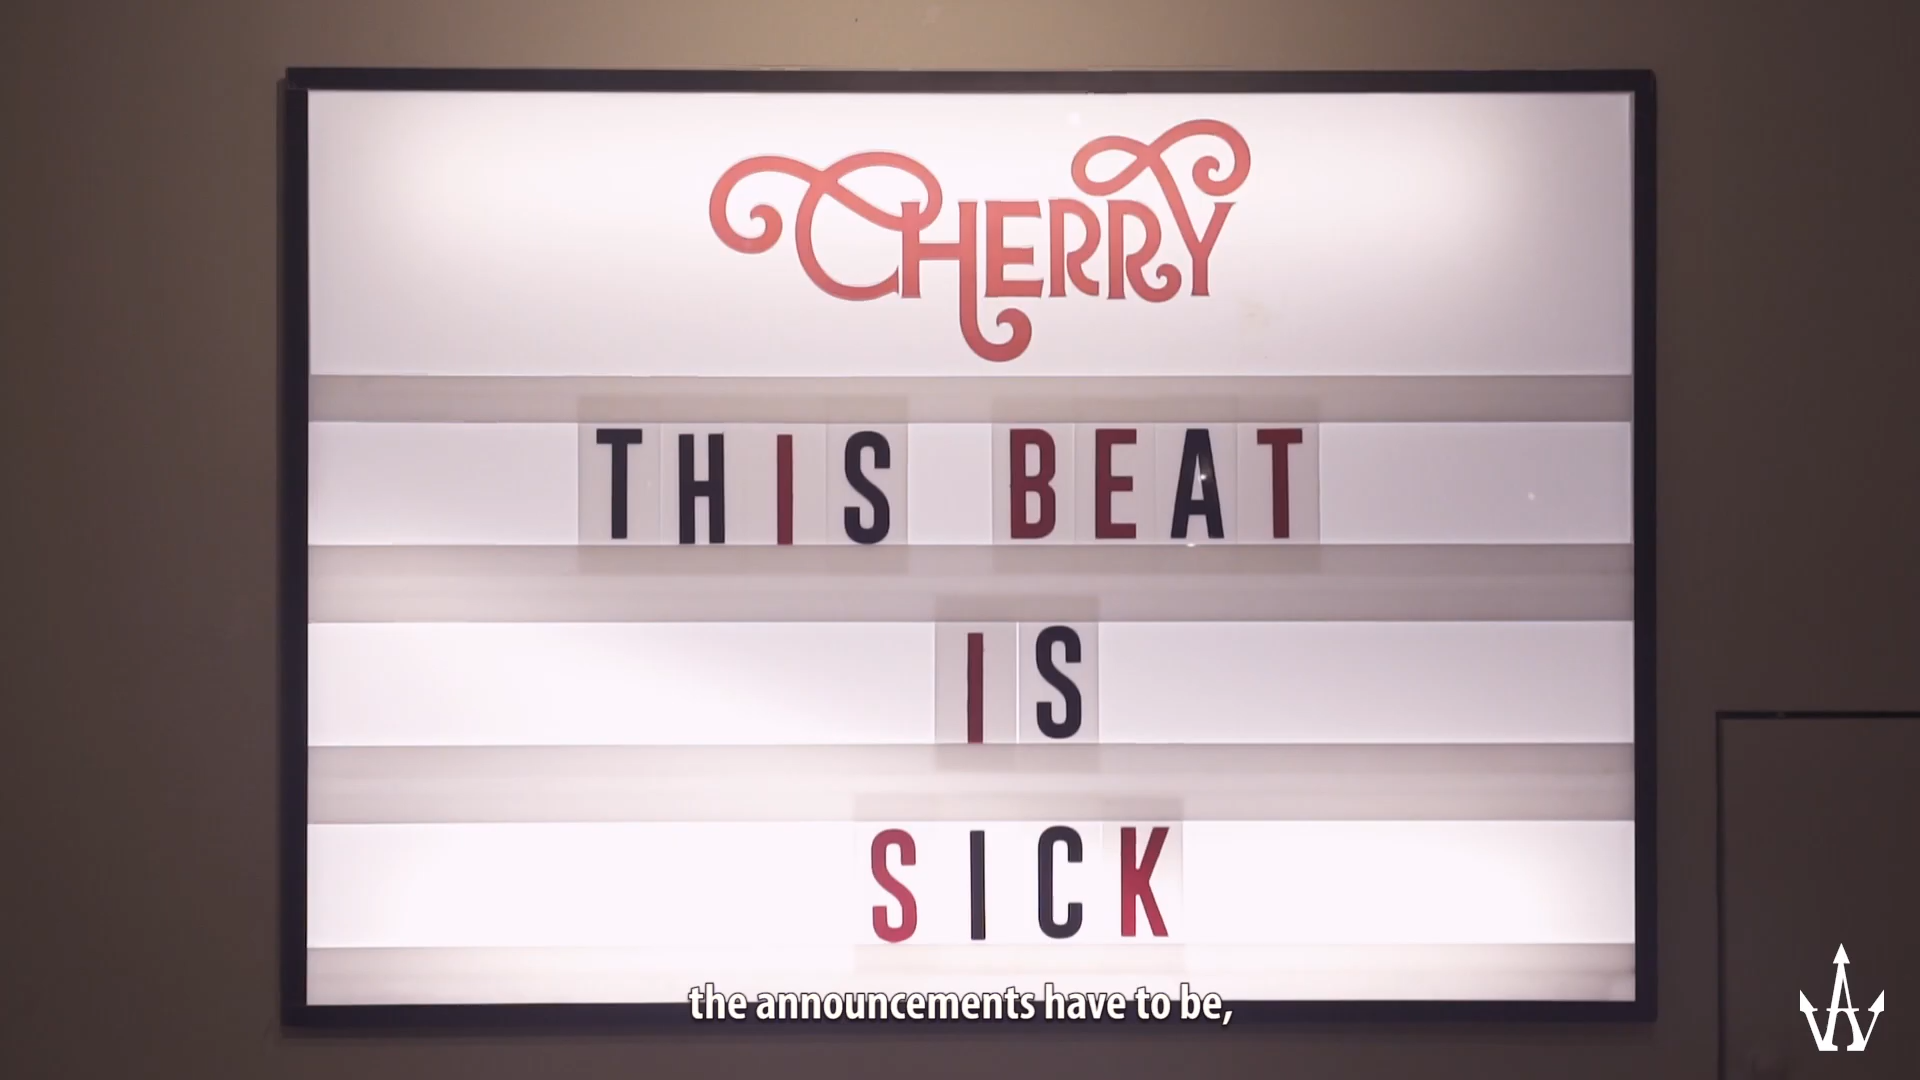 CHERRY
THIS BEAT
IS
SICK
the announcements have to be,